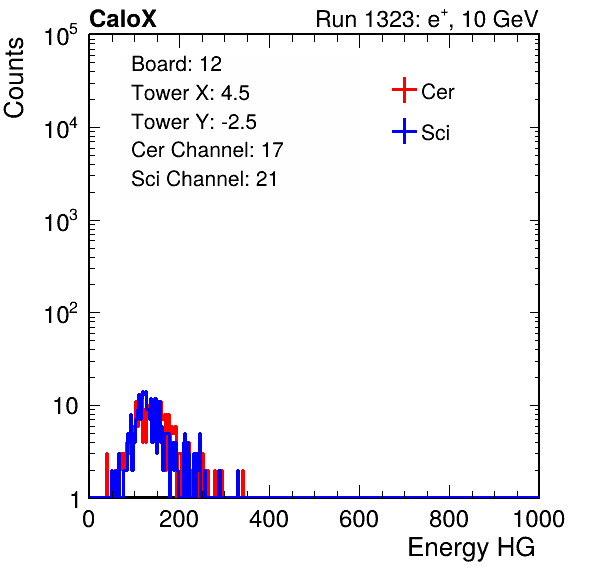 CaloX Run 1323: e⁺, 10 GeV
Counts
10⁵
10⁴
10³
10²
10
1
Board: 12
Tower X: 4.5
Tower Y: -2.5
Cer Channel: 17
Sci Channel: 21
Cer
Sci
0 200 400 600 800 1000
Energy HG